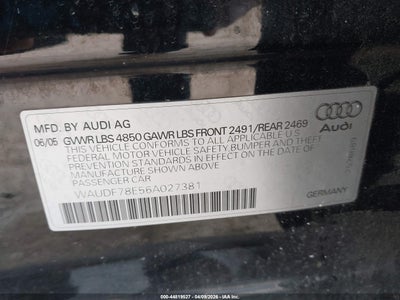 MFD. BY AUDI AG
06/05 GVWR LBS 4850 GAWR LBS FRONT 2491/REAR 2469
THIS VEHICLE CONFORMS TO ALL APPLICABLE U.S.
FEDERAL MOTOR VEHICLE SAFETY, BUMPER AND THEFT
PREVENTION STANDARDS IN EFFECT ON THE DATE OF
MANUFACTURE SHOWN ABOVE
PASSENGER CAR
WAUDF78E56A027381
Audi
GERMANY
000-44819527 - 04/09/2026 - © IAA Inc.